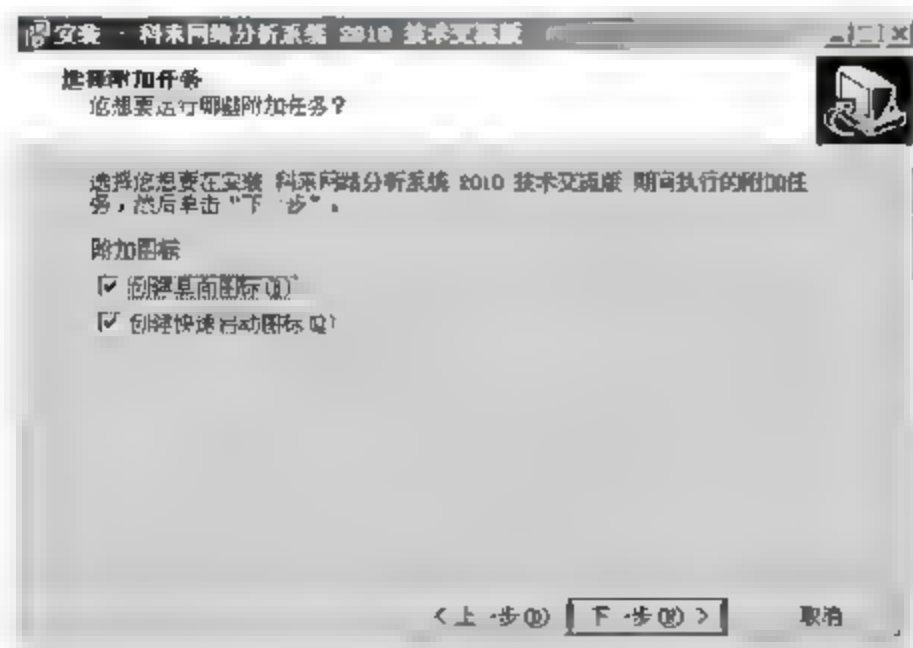 安装 - 科来网络分析系统 2010 技术交流版
选择附加任务
您想要运行哪些附加任务？
选择您想要在安装 科来网络分析系统 2010 技术交流版 期间执行的附加任
务，然后单击“下一步”。
附加图标
创建桌面图标(D)
创建快速启动图标(Q)
< 上一步(B)
下一步(N) >
取消